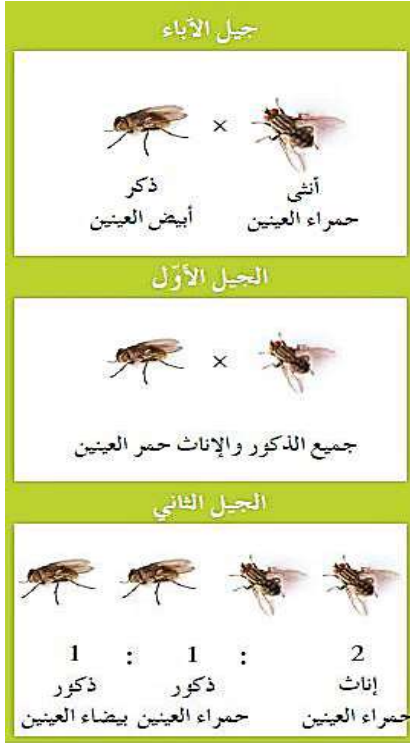 جيل الآباء
×
أنثى ذكر
حمراء العينين أبيض العينين
الجيل الأوّل
×
جميع الذكور والإناث حمر العينين
الجيل الثاني
2 : 1 : 1
إناث ذكور ذكور
حمراء العينين حمراء العينين بيضاء العينين